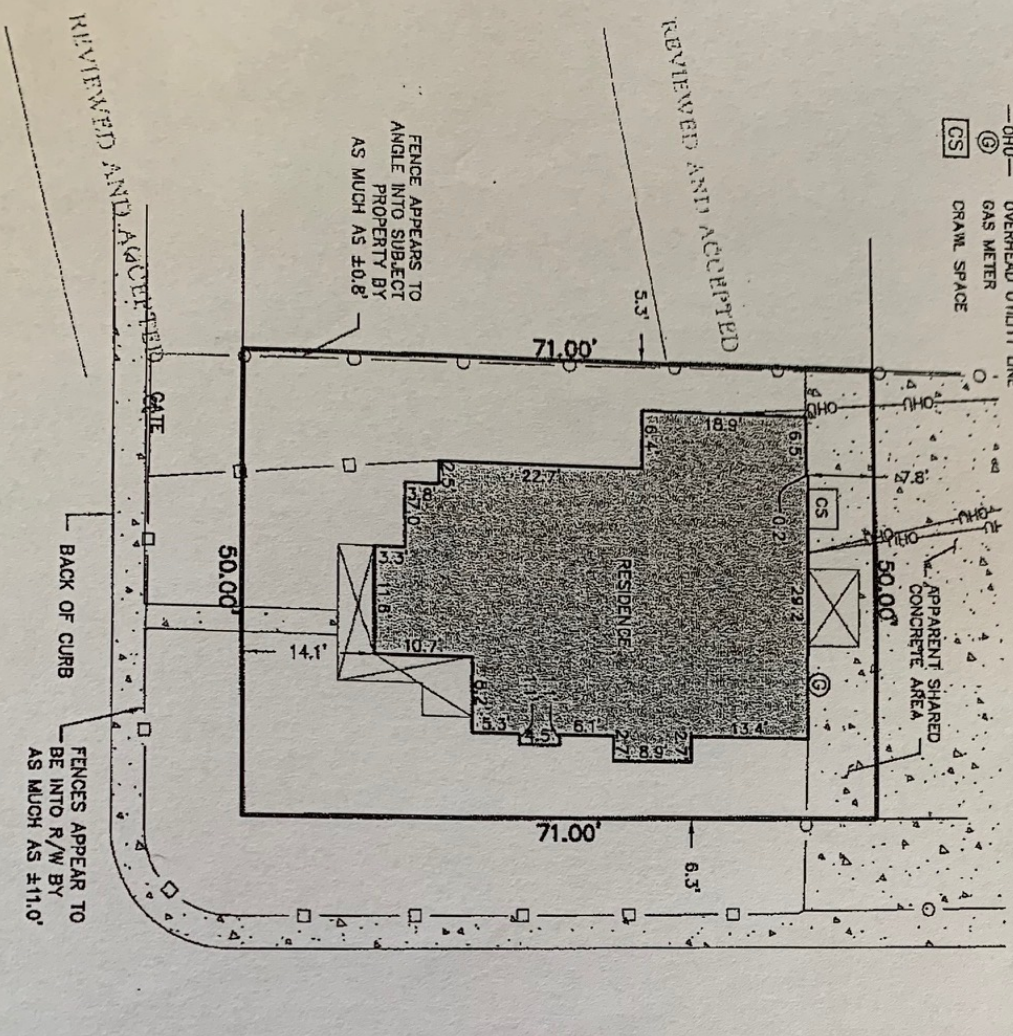 OVERHEAD UTILITY LINE
GAS METER
CRAWL SPACE
G
CS
REVIEWED AND ACCEPTED
REVIEWED AND ACCEPTED
FENCE APPEARS TO
ANGLE INTO SUBJECT
PROPERTY BY
AS MUCH AS ±0.8'
5.3'
71.00'
OHU
OHU
OHU
OHU
18.9'
6.5'
6.4'
7.8'
0.2'
CS
22.7'
2.5'
3.8'
7.0'
3.3'
11.6'
10.7'
29.2'
RESIDENCE
50.00'
50.00'
APPARENT SHARED
CONCRETE AREA
G
14.1'
6.2'
5.3'
4.5'
6.1'
2.7'
8.9'
2.7'
13.4'
71.00'
6.3'
GATE
BACK OF CURB
FENCES APPEAR TO
BE INTO R/W BY
AS MUCH AS ±11.0'